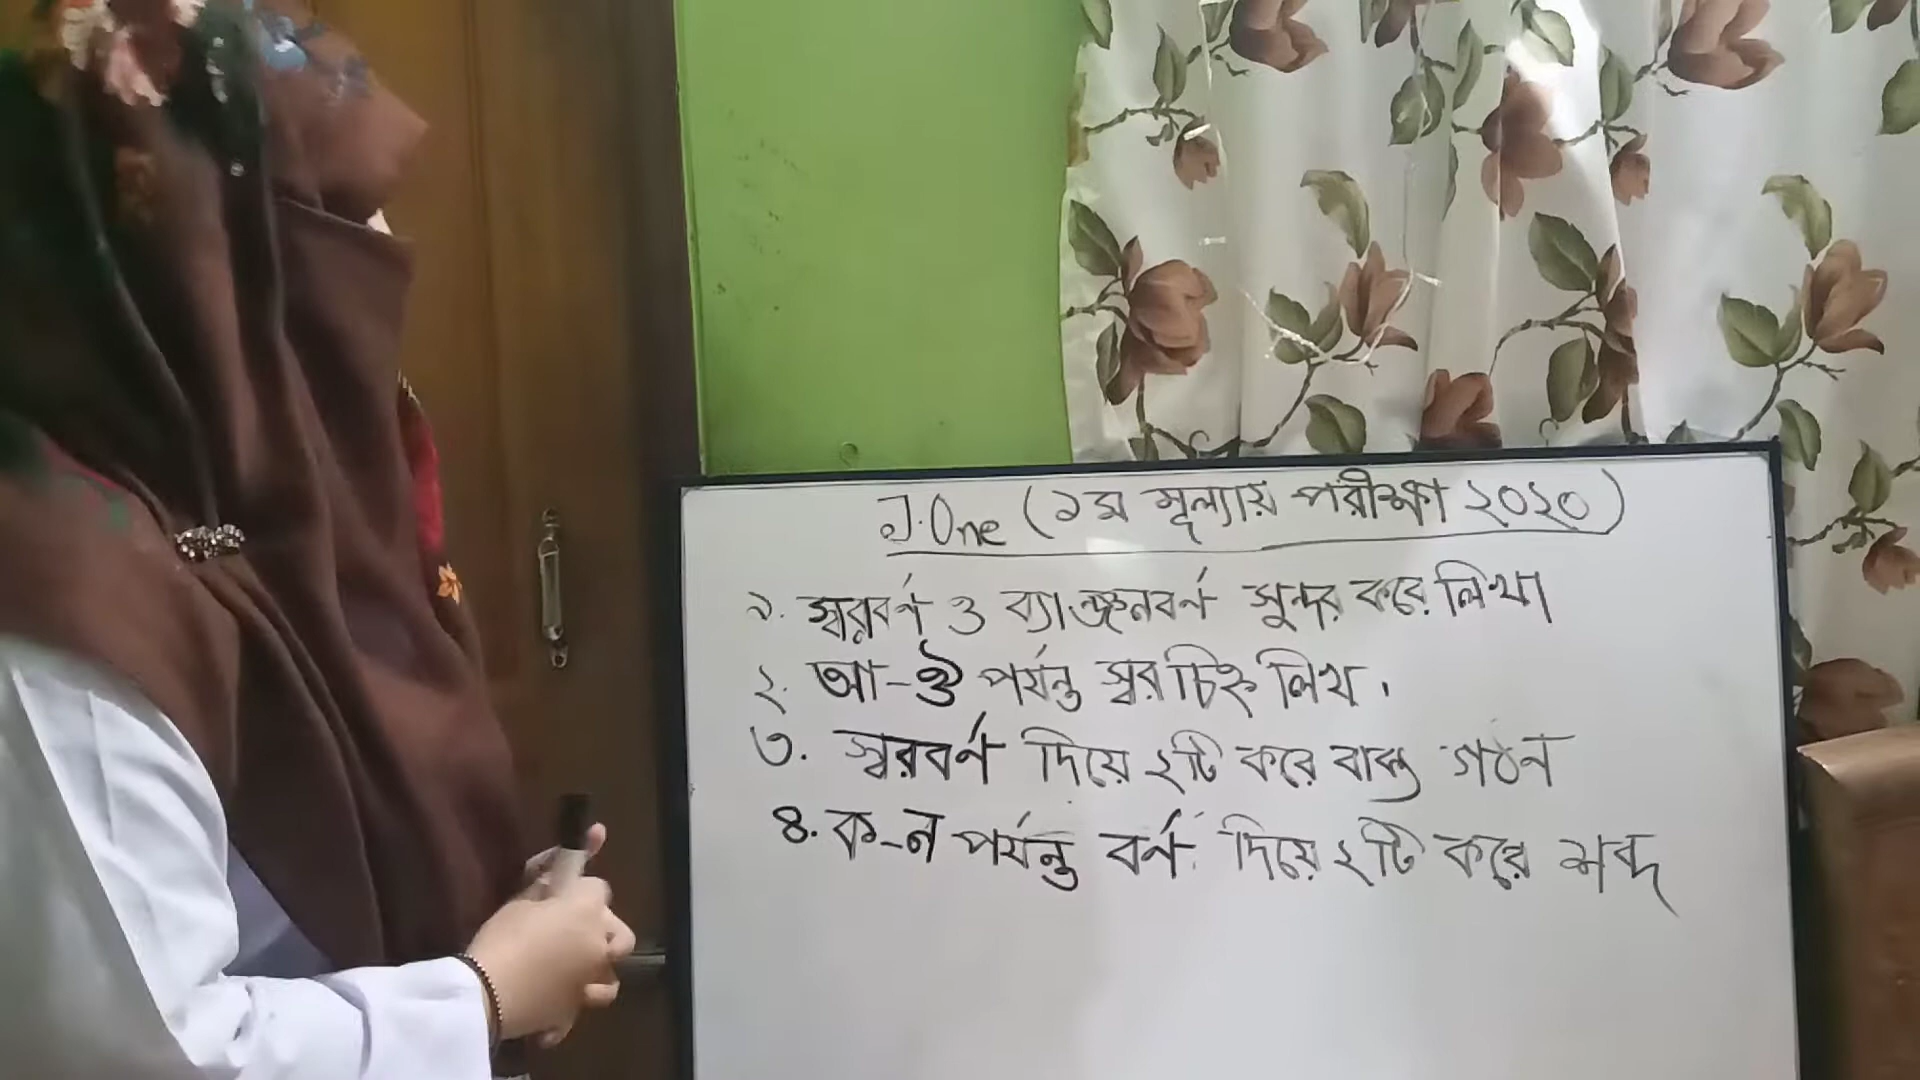 J.One (১ম মূল্যায় পরীক্ষা ২০২০)
১. স্বরবর্ণ ও ব্যাঞ্জনবর্ণ সুন্দর করে লিখা
২. আ-ঔ পর্যন্ত স্বর চিহ্ন লিখ.
৩. স্বরবর্ণ দিয়ে ২টি করে বাক্য গঠন
৪. ক-ন পর্যন্ত বর্ণ দিয়ে ২টি করে শব্দ